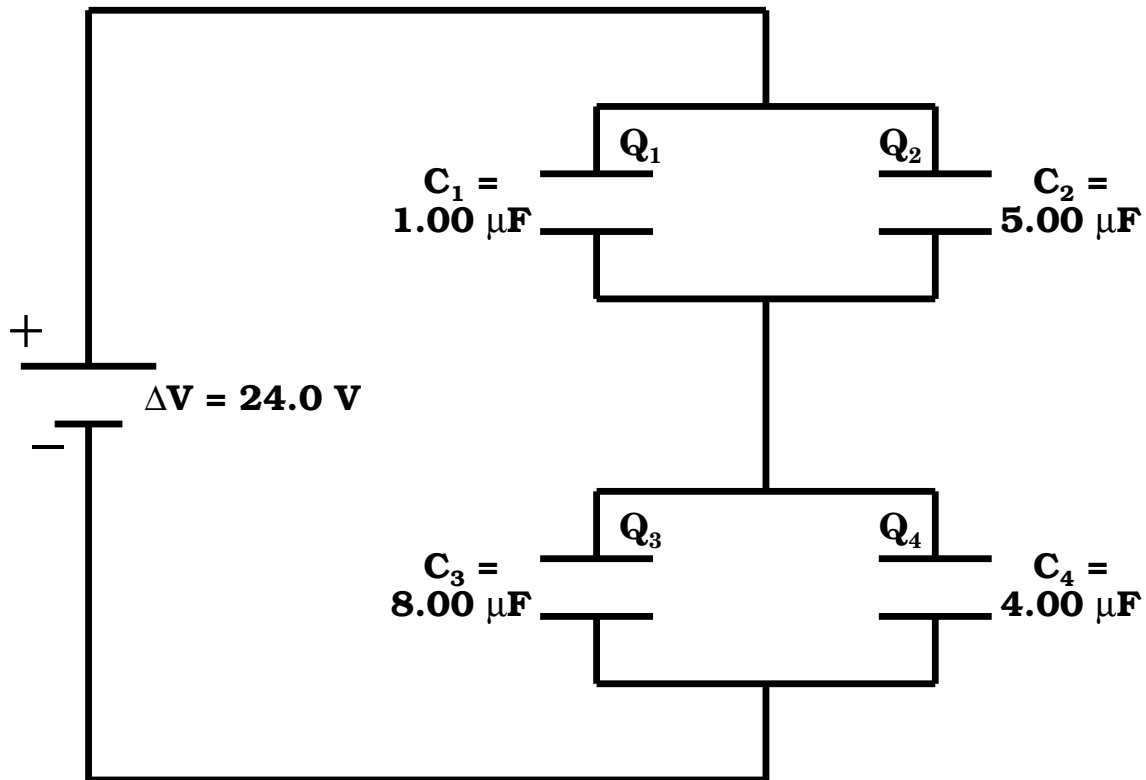 Q₁
Q₂
C₁ =
1.00 μF
C₂ =
5.00 μF
+
ΔV = 24.0 V
−
Q₃
Q₄
C₃ =
8.00 μF
C₄ =
4.00 μF